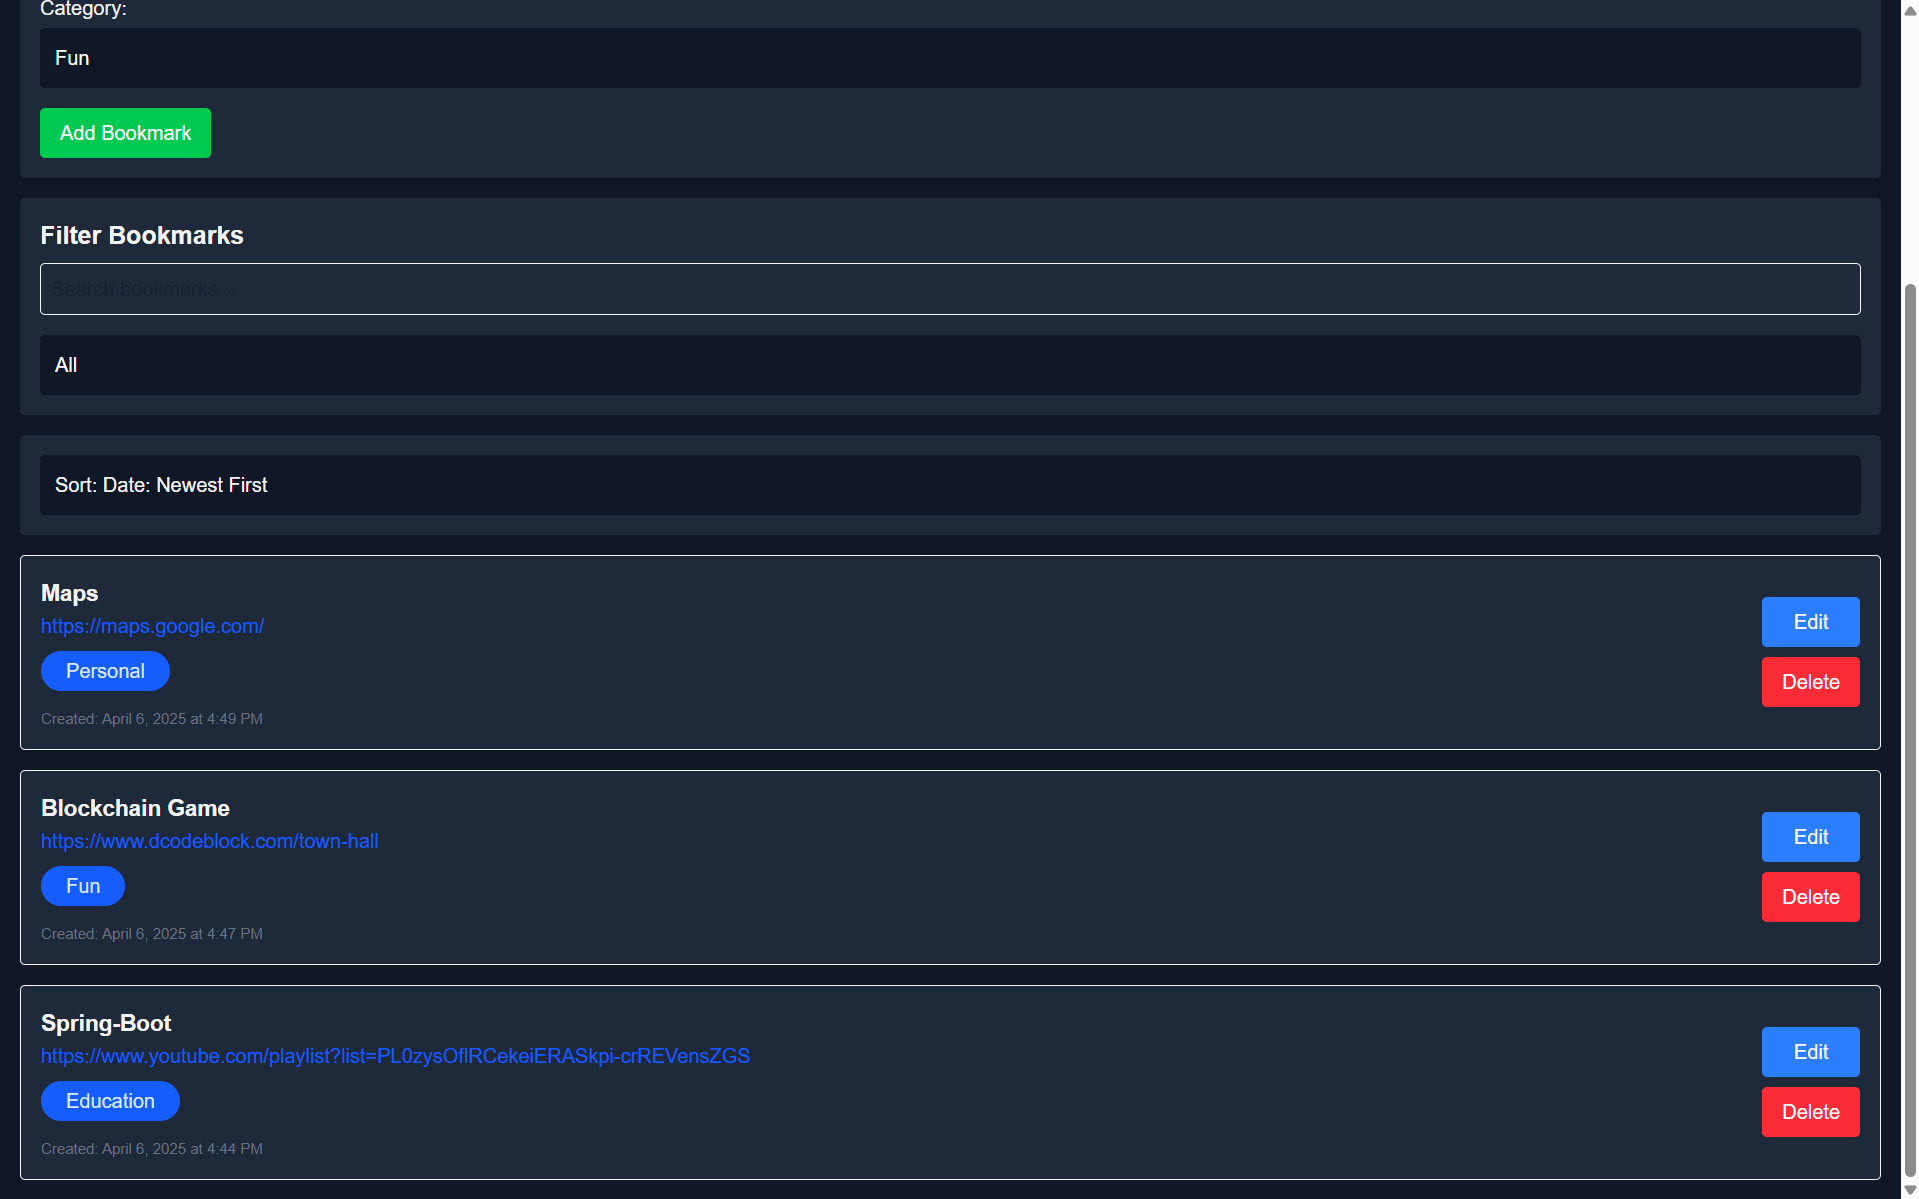 Category:
Fun
Add Bookmark
Filter Bookmarks
Search bookmarks...
All
Sort: Date: Newest First
Maps
https://maps.google.com/
Edit
Personal
Delete
Created: April 6, 2025 at 4:49 PM
Blockchain Game
https://www.dcodeblock.com/town-hall
Edit
Fun
Delete
Created: April 6, 2025 at 4:47 PM
Spring-Boot
https://www.youtube.com/playlist?list=PL0zysOflRCekeiERASkpi-crREVensZGS
Edit
Education
Delete
Created: April 6, 2025 at 4:44 PM